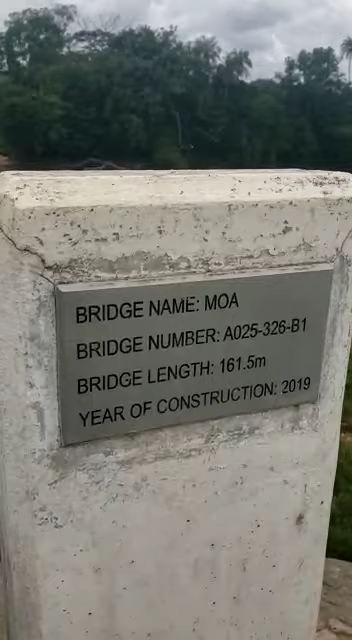 BRIDGE NAME: MOA
BRIDGE NUMBER: A025-326-B1
BRIDGE LENGTH: 161.5m
YEAR OF CONSTRUCTION: 2019